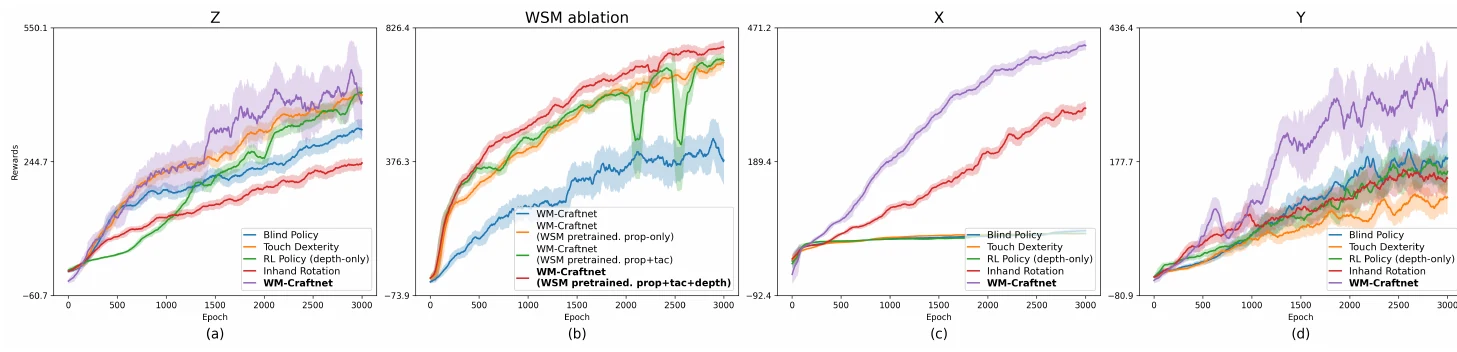 Z
550.1
244.7
−60.7
Rewards
0 500 1000 1500 2000 2500 3000
Epoch
Blind Policy
Touch Dexterity
RL Policy (depth-only)
Inhand Rotation
WM-Craftnet
(a)
WSM ablation
826.4
376.3
−73.9
0 500 1000 1500 2000 2500 3000
Epoch
WM-Craftnet
WM-Craftnet
(WSM pretrained. prop-only)
WM-Craftnet
(WSM pretrained. prop+tac)
WM-Craftnet
(WSM pretrained. prop+tac+depth)
(b)
X
471.2
189.4
−92.4
0 500 1000 1500 2000 2500 3000
Epoch
Blind Policy
Touch Dexterity
RL Policy (depth-only)
Inhand Rotation
WM-Craftnet
(c)
Y
436.4
177.7
−80.9
0 500 1000 1500 2000 2500 3000
Epoch
Blind Policy
Touch Dexterity
RL Policy (depth-only)
Inhand Rotation
WM-Craftnet
(d)